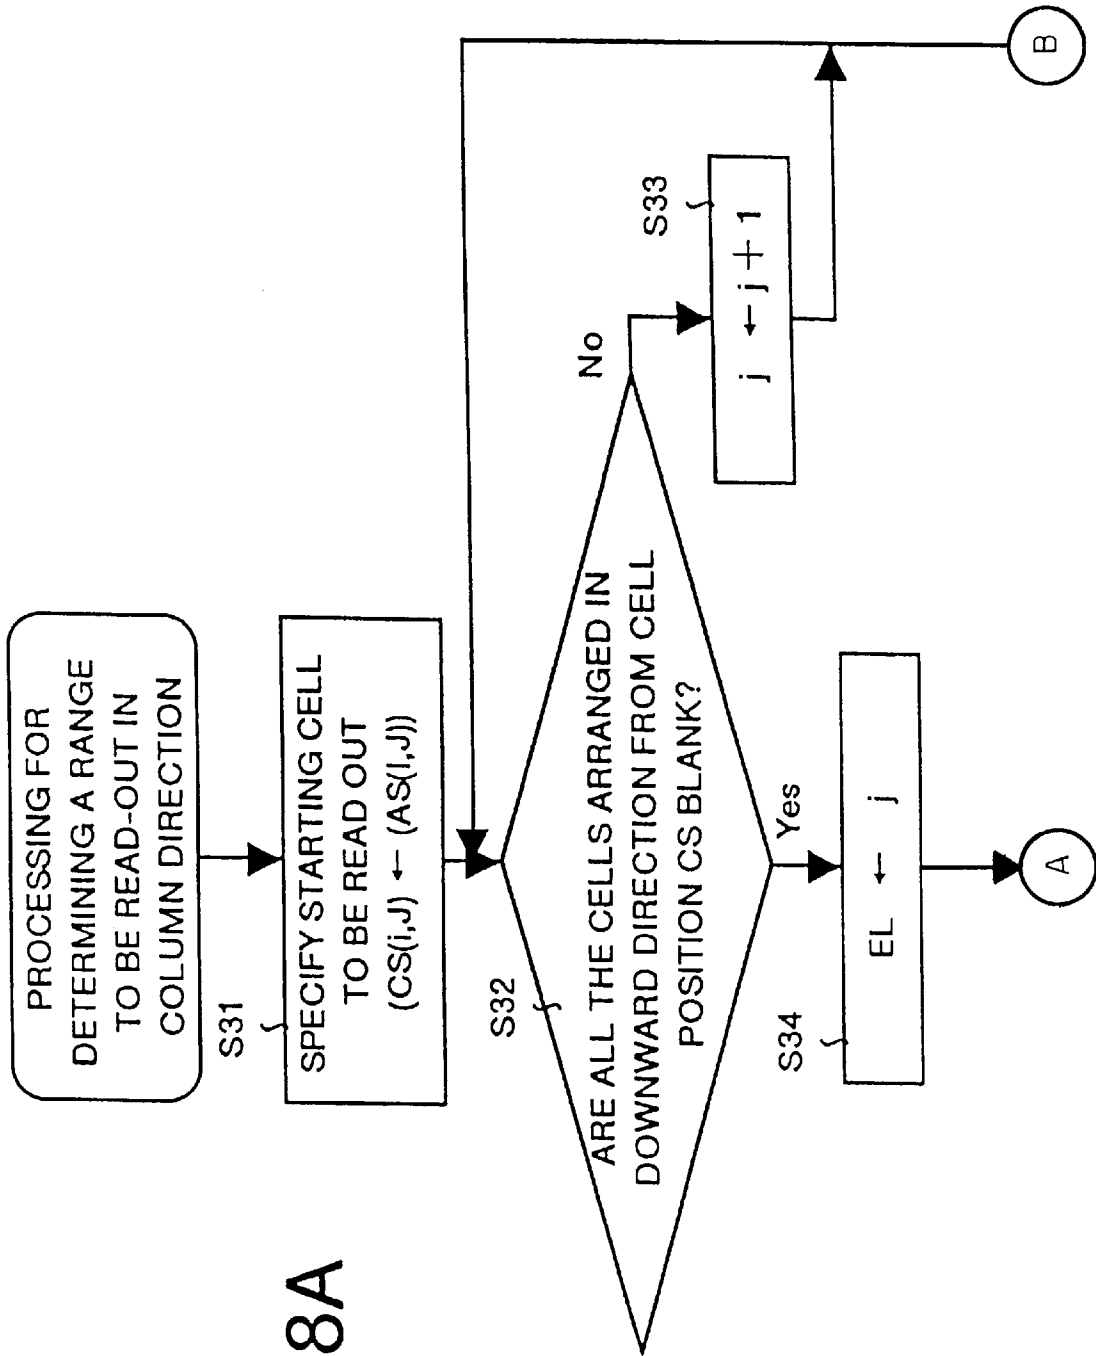 8A
PROCESSING FOR
DETERMINING A RANGE
TO BE READ-OUT IN
COLUMN DIRECTION
S31
SPECIFY STARTING CELL
TO BE READ OUT
(CS(i,J) ← (AS(I,J))
S32
ARE ALL THE CELLS ARRANGED IN
DOWNWARD DIRECTION FROM CELL
POSITION CS BLANK?
No
S33
j ← j + 1
Yes
S34
EL ← j
A
B